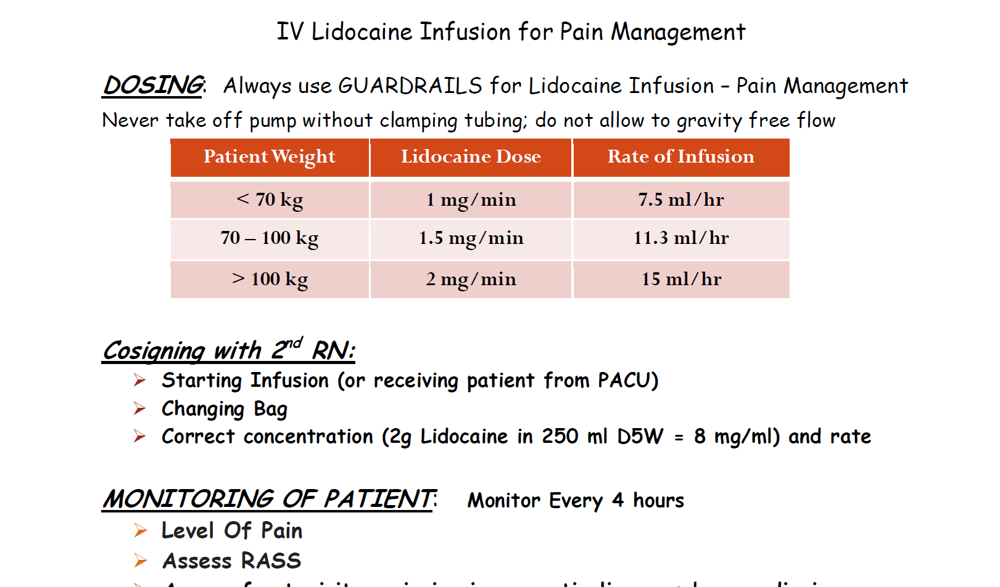 IV Lidocaine Infusion for Pain Management
DOSING: Always use GUARDRAILS for Lidocaine Infusion – Pain Management
Never take off pump without clamping tubing; do not allow to gravity free flow
Patient Weight Lidocaine Dose Rate of Infusion
< 70 kg 1 mg/min 7.5 ml/hr
70 – 100 kg 1.5 mg/min 11.3 ml/hr
> 100 kg 2 mg/min 15 ml/hr
Cosigning with 2nd RN:
➢ Starting Infusion (or receiving patient from PACU)
➢ Changing Bag
➢ Correct concentration (2g Lidocaine in 250 ml D5W = 8 mg/ml) and rate
MONITORING OF PATIENT: Monitor Every 4 hours
➢ Level Of Pain
➢ Assess RASS